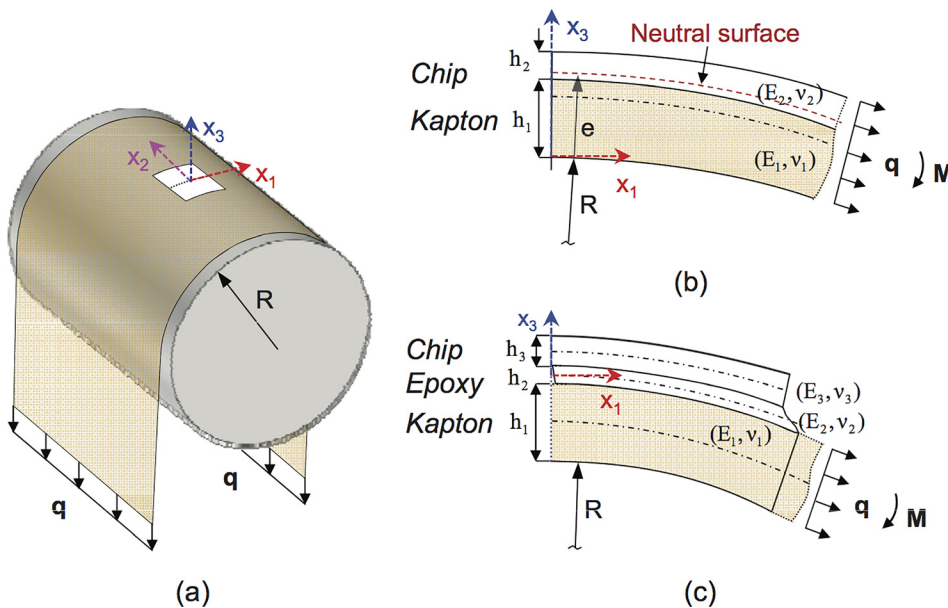 x₃
x₂
x₁
R
q
q
(a)
x₃
Neutral surface
h₂
Chip
(E₂, ν₂)
Kapton
h₁
e
(E₁, ν₁)
q
M
x₁
R
(b)
x₃
Chip
h₃
Epoxy
x₁
(E₃, ν₃)
h₂
Kapton
(E₂, ν₂)
h₁
(E₁, ν₁)
R
q
M
(c)